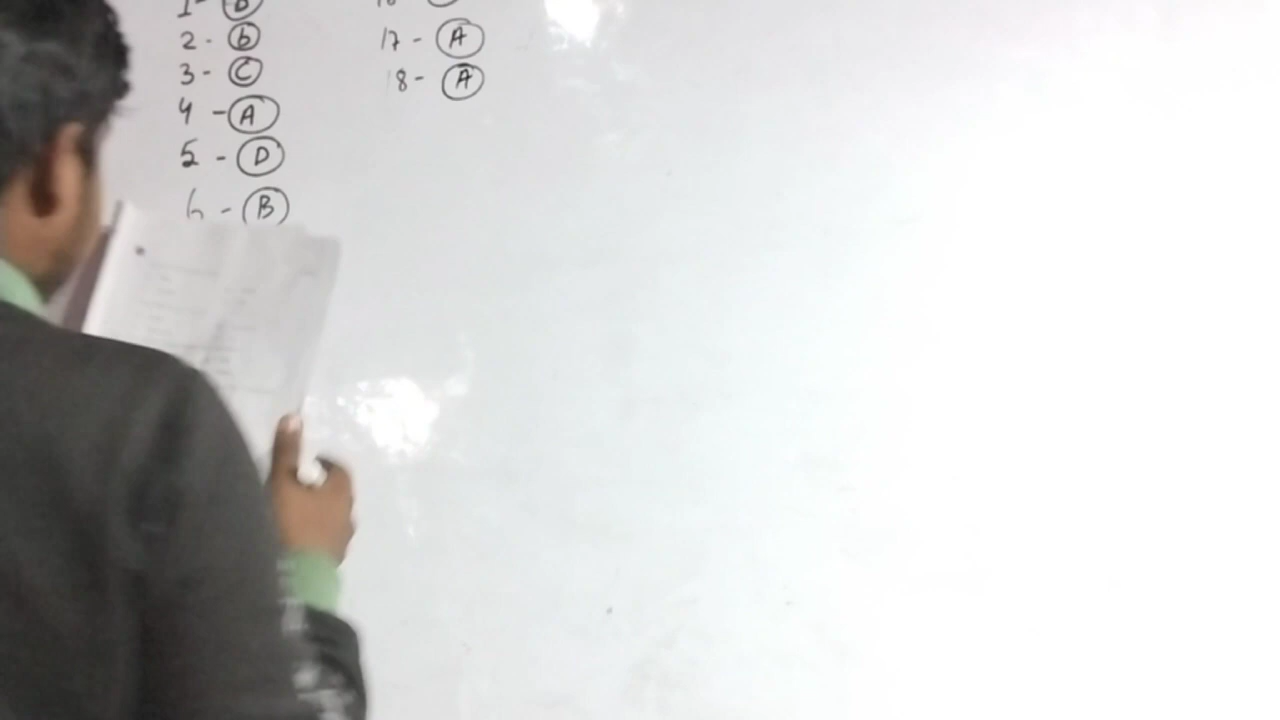 2 - b
3 - C
4 - A
5 - D
6 - B
17 - A
18 - A